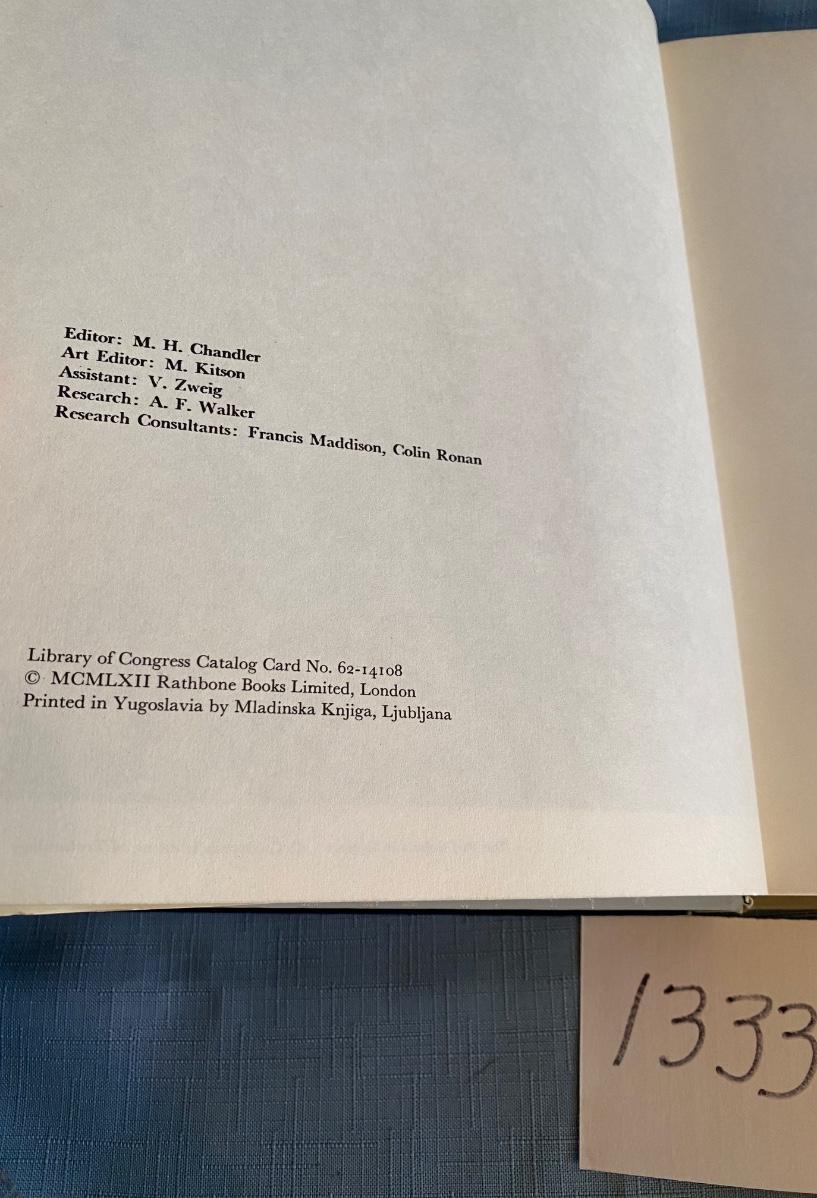 Editor: M. H. Chandler
Art Editor: M. Kitson
Assistant: V. Zweig
Research: A. F. Walker
Research Consultants: Francis Maddison, Colin Ronan
Library of Congress Catalog Card No. 62-14108
© MCMLXII Rathbone Books Limited, London
Printed in Yugoslavia by Mladinska Knjiga, Ljubljana
1333